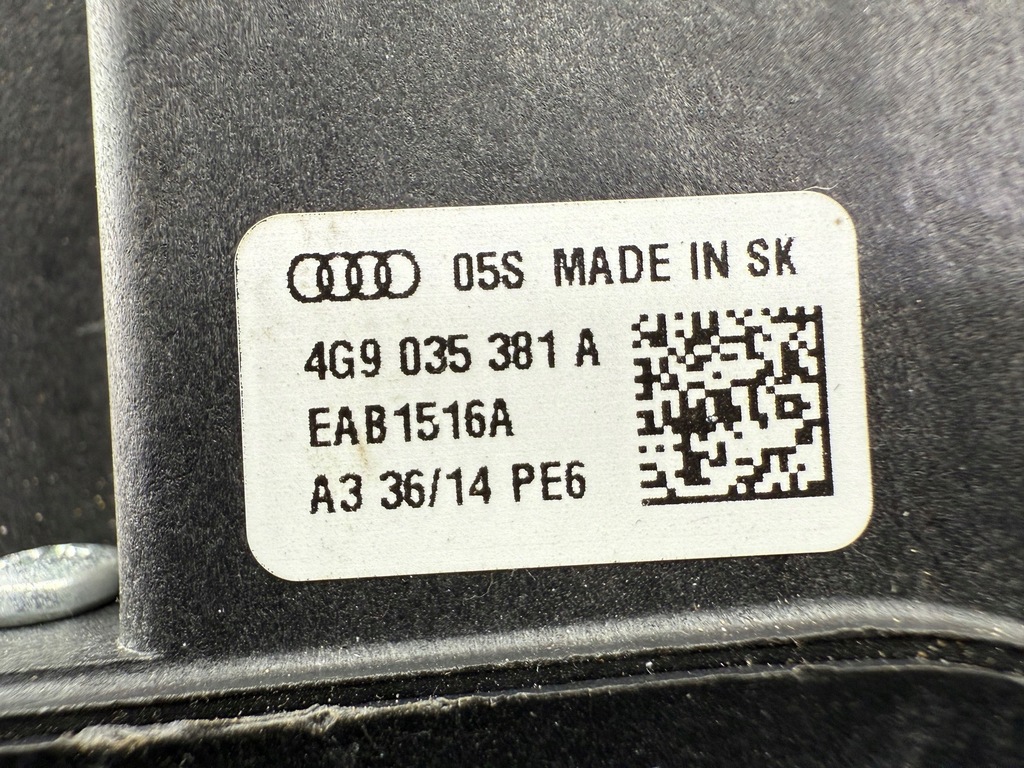 05S MADE IN SK
4G9 035 381 A
EAB1516A
A3 36/14 PE6